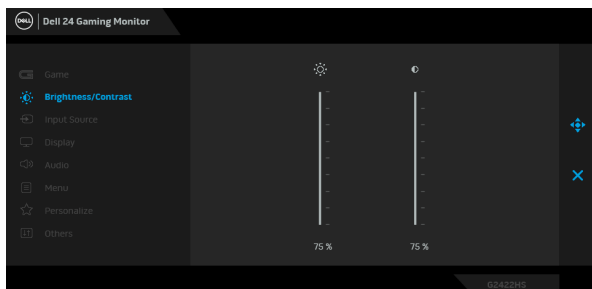 DELL
Dell 24 Gaming Monitor
Game
Brightness/Contrast
Input Source
Display
Audio
Menu
Personalize
Others
75 %
75 %
G2422HS